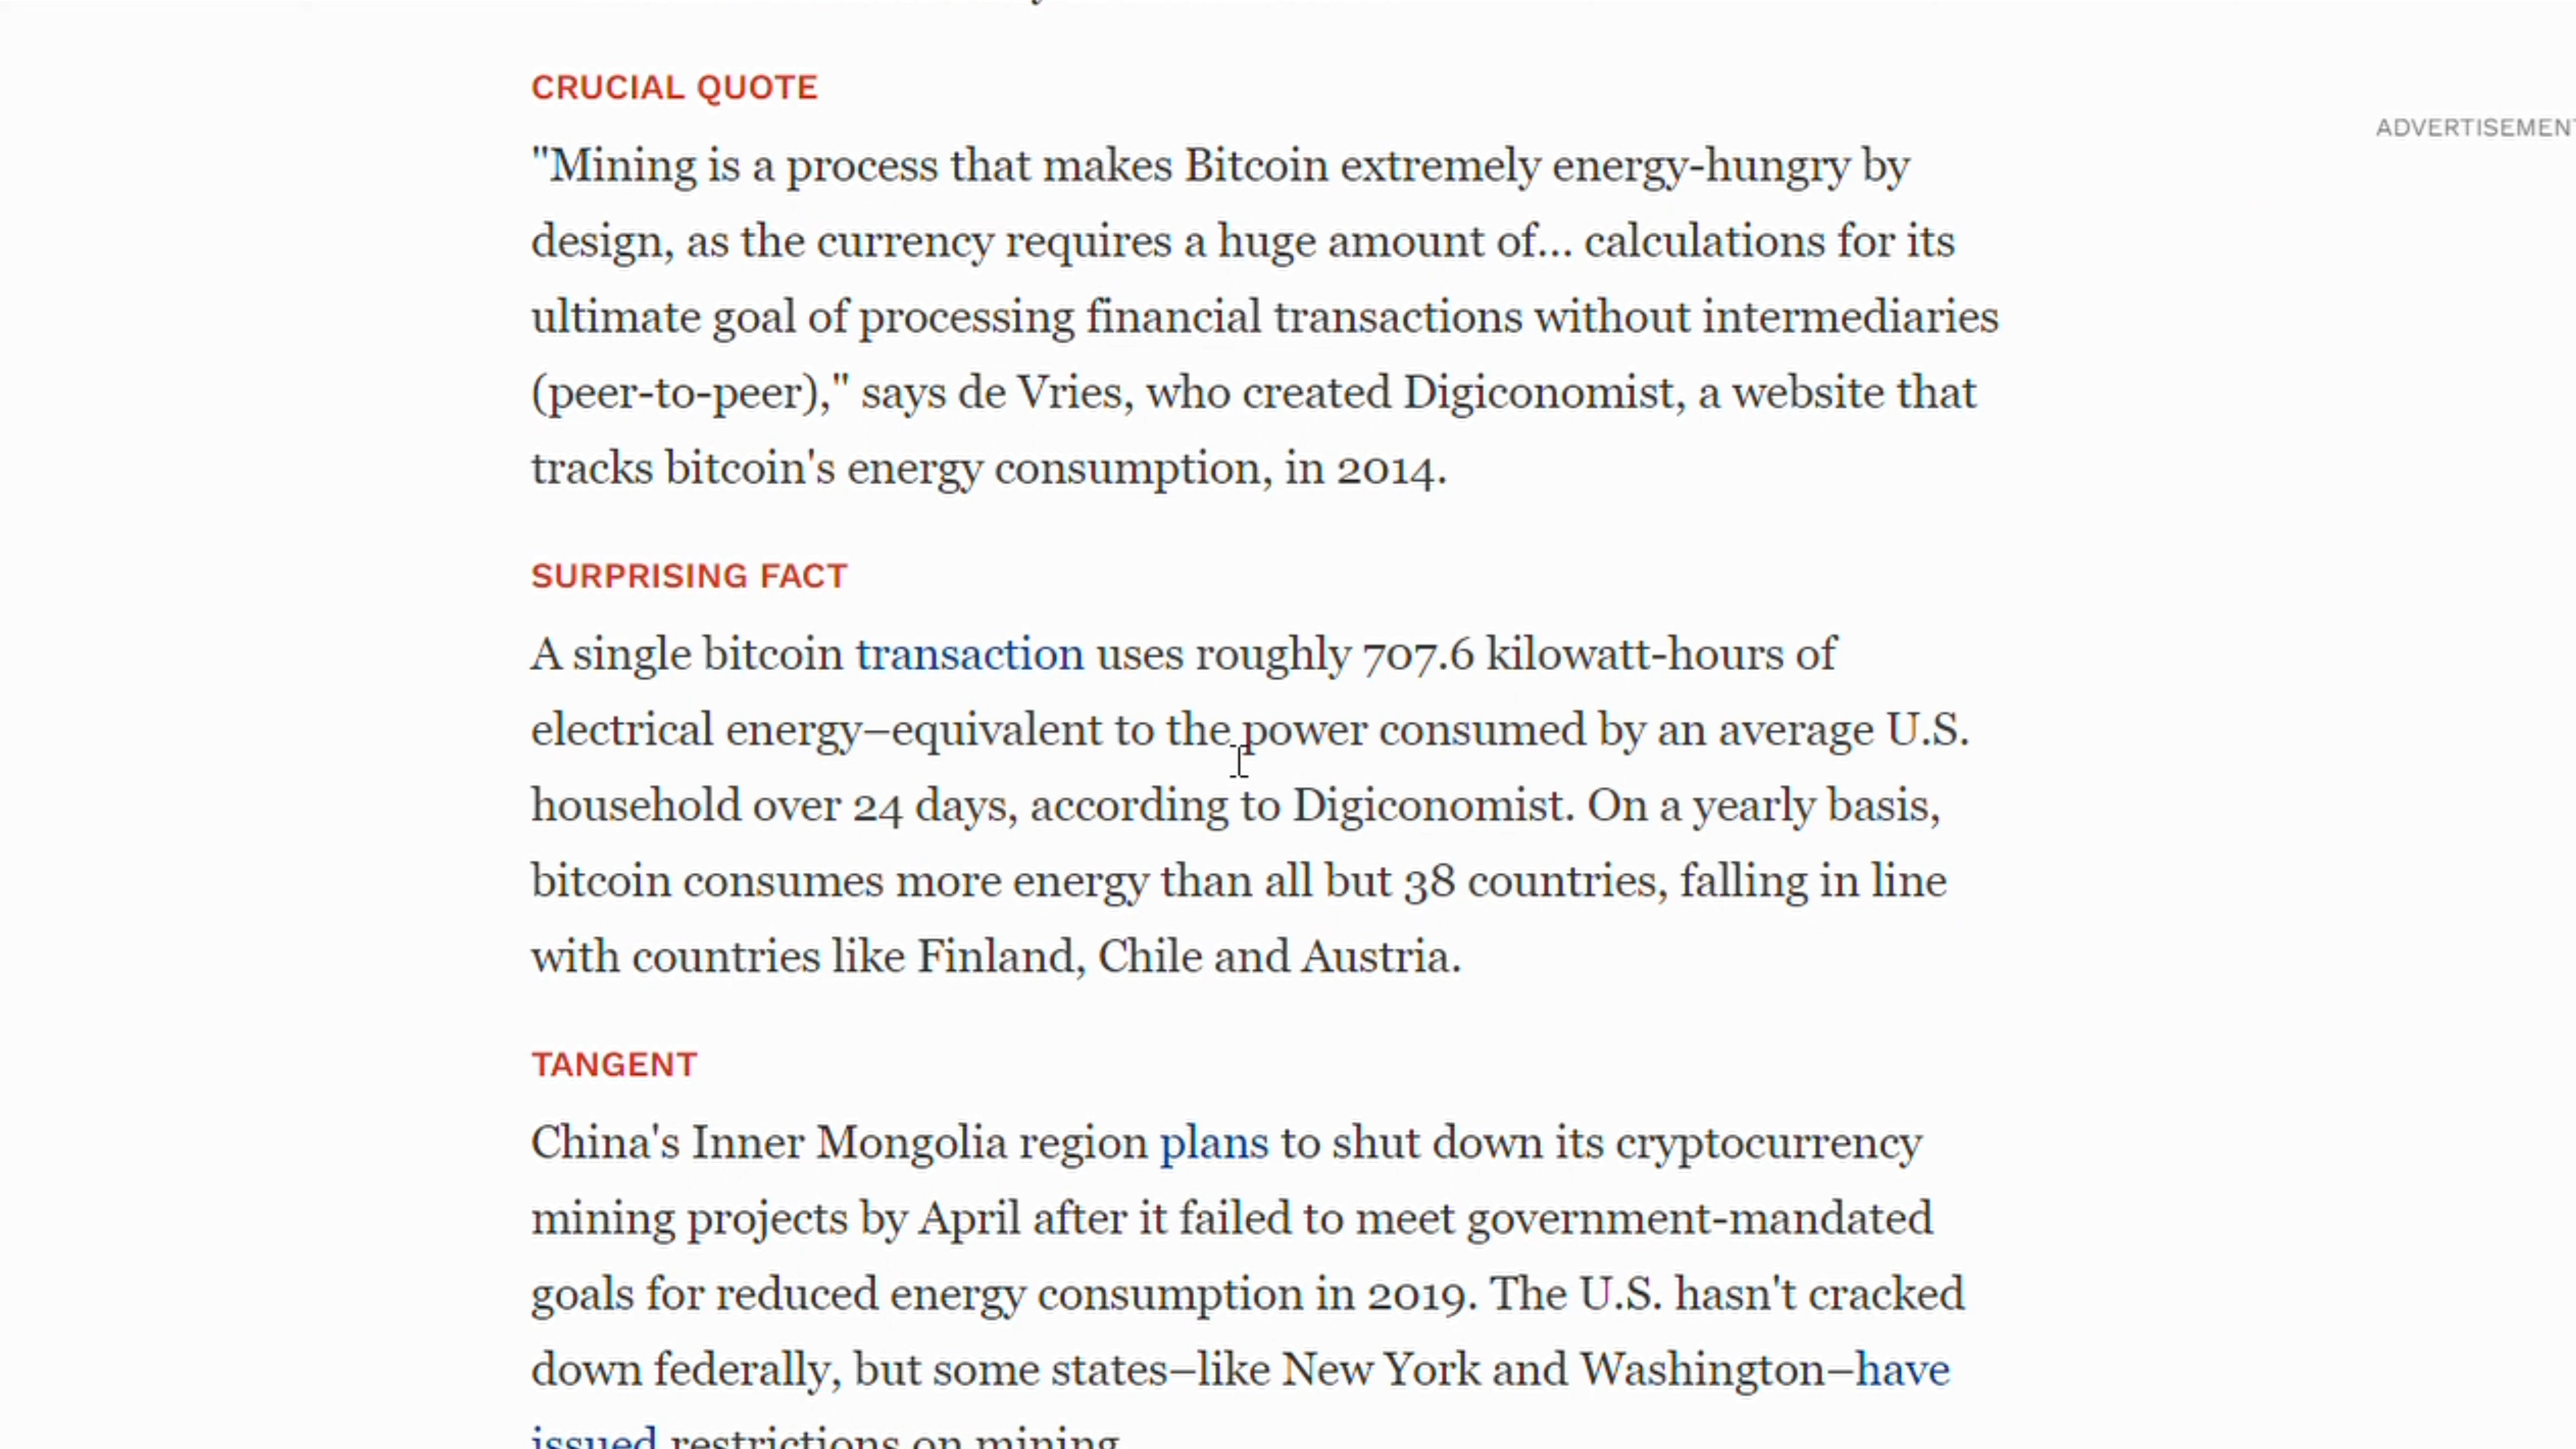 CRUCIAL QUOTE
"Mining is a process that makes Bitcoin extremely energy-hungry by
design, as the currency requires a huge amount of... calculations for its
ultimate goal of processing financial transactions without intermediaries
(peer-to-peer)," says de Vries, who created Digiconomist, a website that
tracks bitcoin's energy consumption, in 2014.
ADVERTISEMENT
SURPRISING FACT
A single bitcoin transaction uses roughly 707.6 kilowatt-hours of
electrical energy–equivalent to the power consumed by an average U.S.
household over 24 days, according to Digiconomist. On a yearly basis,
bitcoin consumes more energy than all but 38 countries, falling in line
with countries like Finland, Chile and Austria.
TANGENT
China's Inner Mongolia region plans to shut down its cryptocurrency
mining projects by April after it failed to meet government-mandated
goals for reduced energy consumption in 2019. The U.S. hasn't cracked
down federally, but some states–like New York and Washington–have
issued restrictions on mining.